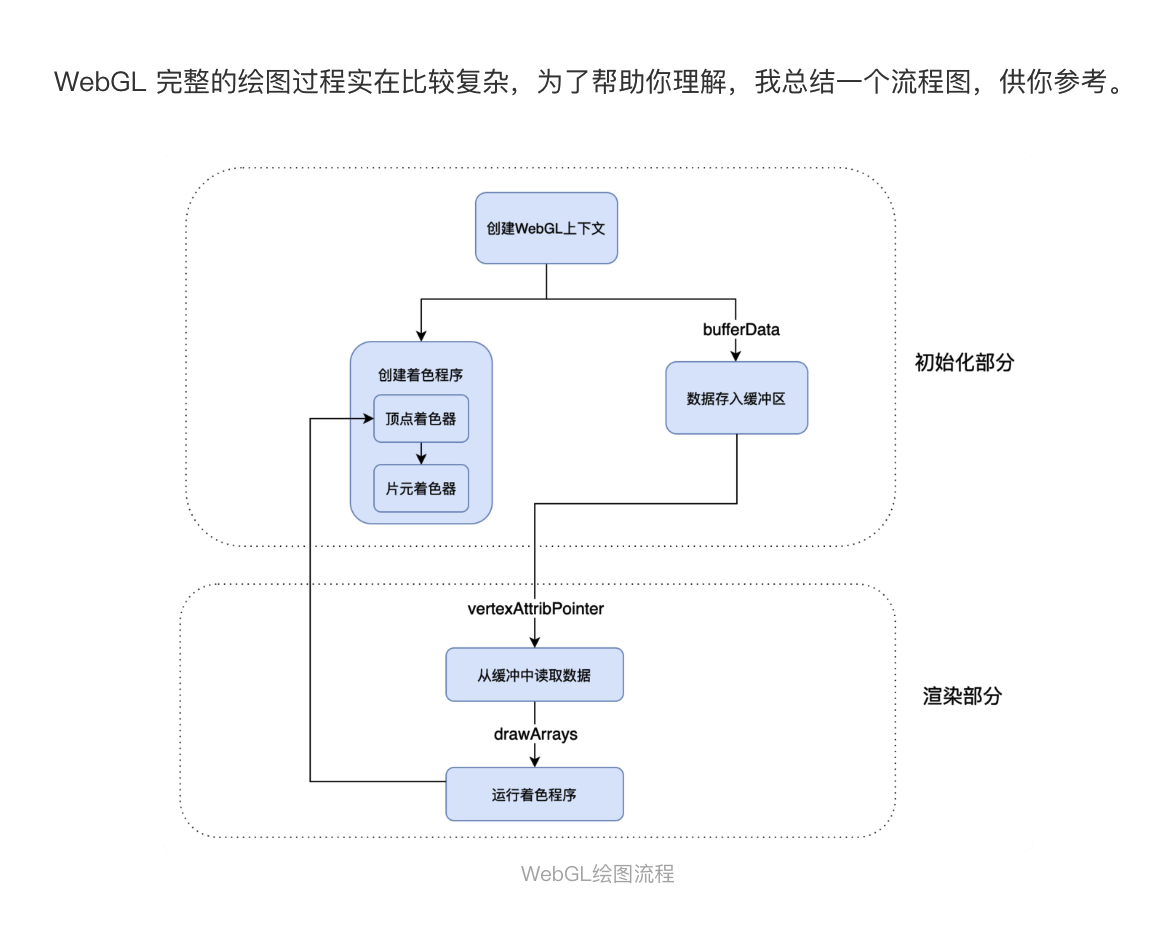 WebGL 完整的绘图过程实在比较复杂，为了帮助你理解，我总结一个流程图，供你参考。
创建WebGL上下文
bufferData
初始化部分
创建着色程序
数据存入缓冲区
顶点着色器
片元着色器
vertexAttribPointer
从缓冲中读取数据
渲染部分
drawArrays
运行着色程序
WebGL绘图流程